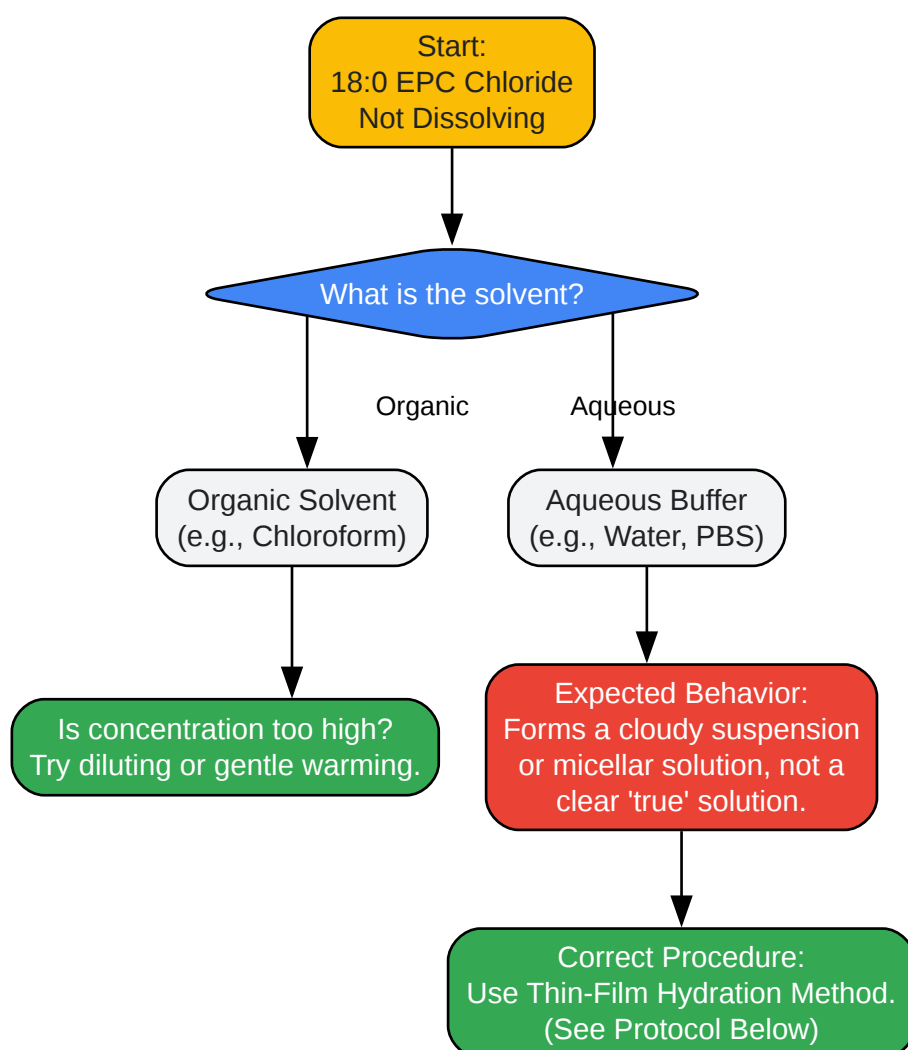 Start:
18:0 EPC Chloride
Not Dissolving
What is the solvent?
Organic
Aqueous
Organic Solvent
(e.g., Chloroform)
Aqueous Buffer
(e.g., Water, PBS)
Is concentration too high?
Try diluting or gentle warming.
Expected Behavior:
Forms a cloudy suspension
or micellar solution, not a
clear 'true' solution.
Correct Procedure:
Use Thin-Film Hydration Method.
(See Protocol Below)